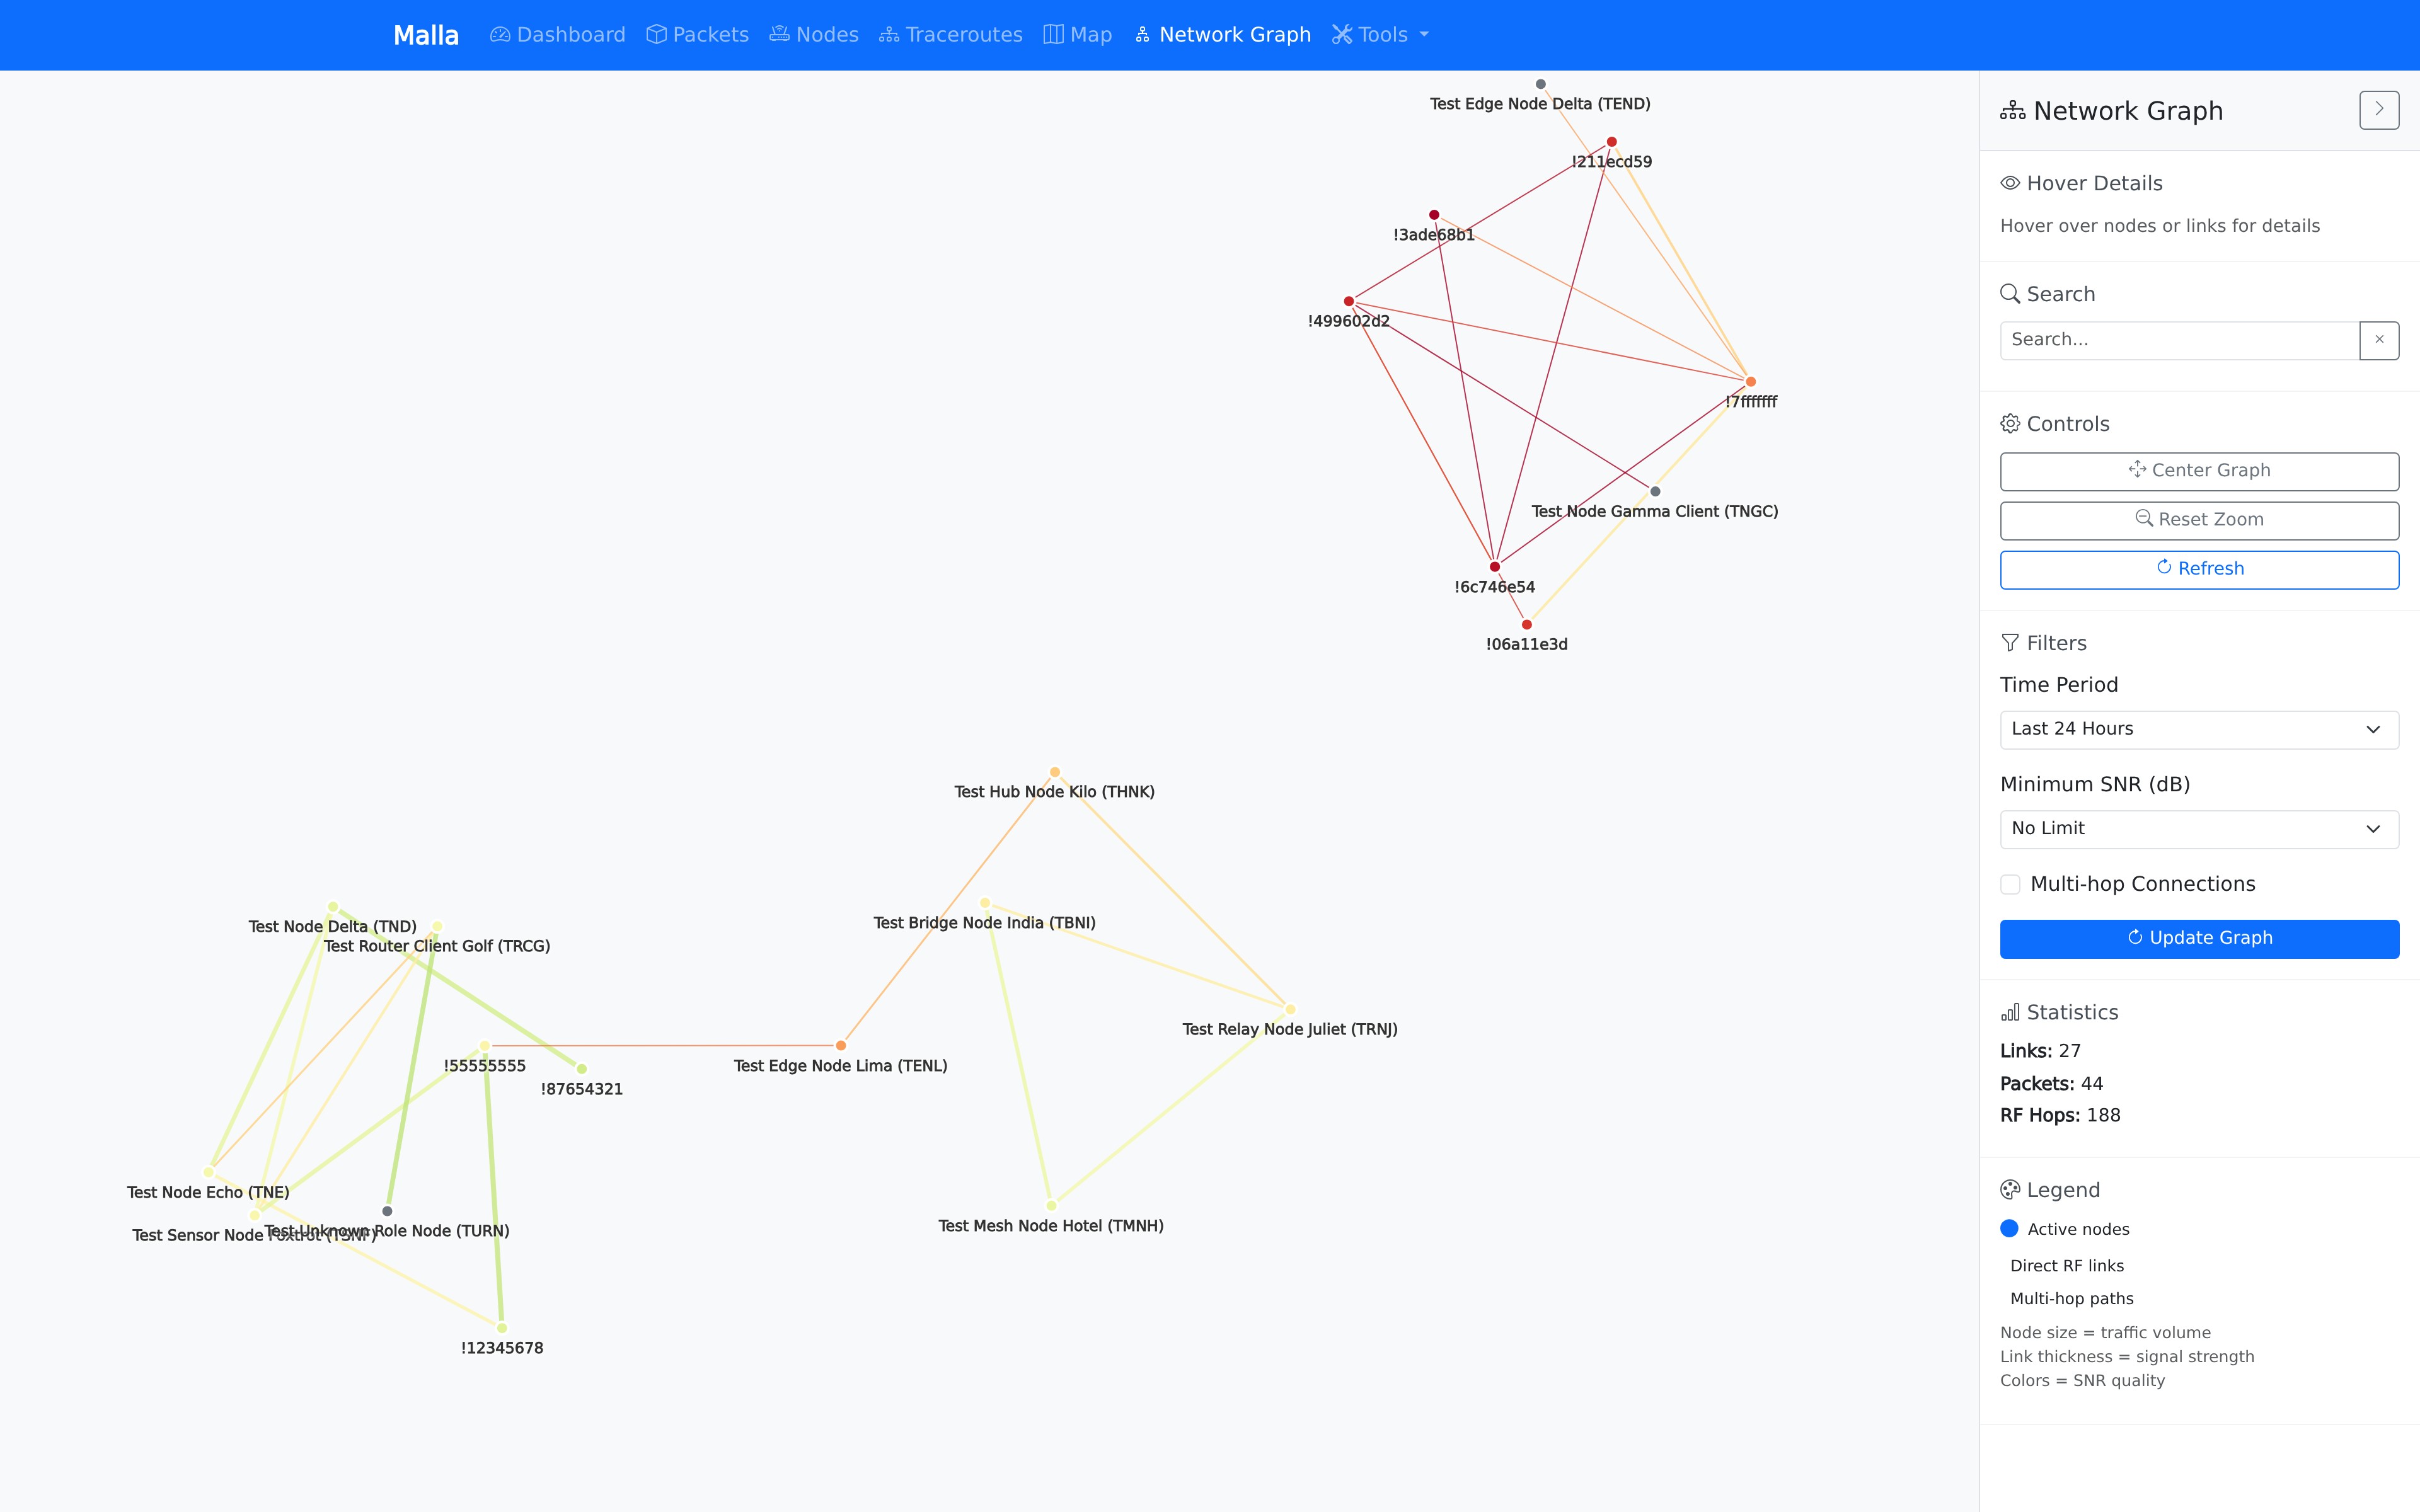 Malla
Dashboard
Packets
Nodes
Traceroutes
Map
Network Graph
Tools
Test Edge Node Delta (TEND)
!211ecd59
!3ade68b1
!499602d2
!7fffffff
Test Node Gamma Client (TNGC)
!6c746e54
!06a11e3d
Test Hub Node Kilo (THNK)
Test Bridge Node India (TBNI)
Test Node Delta (TND)
Test Router Client Golf (TRCG)
Test Relay Node Juliet (TRNJ)
!55555555
Test Edge Node Lima (TENL)
!87654321
Test Node Echo (TNE)
Test Mesh Node Hotel (TMNH)
Test Unknown Role Node (TURN)
Test Sensor Node Foxtrot (TSNF)
!12345678
Network Graph
Hover Details
Hover over nodes or links for details
Search
Search...
Controls
Center Graph
Reset Zoom
Refresh
Filters
Time Period
Last 24 Hours
Minimum SNR (dB)
No Limit
Multi-hop Connections
Update Graph
Statistics
Links: 27
Packets: 44
RF Hops: 188
Legend
Active nodes
Direct RF links
Multi-hop paths
Node size = traffic volume
Link thickness = signal strength
Colors = SNR quality